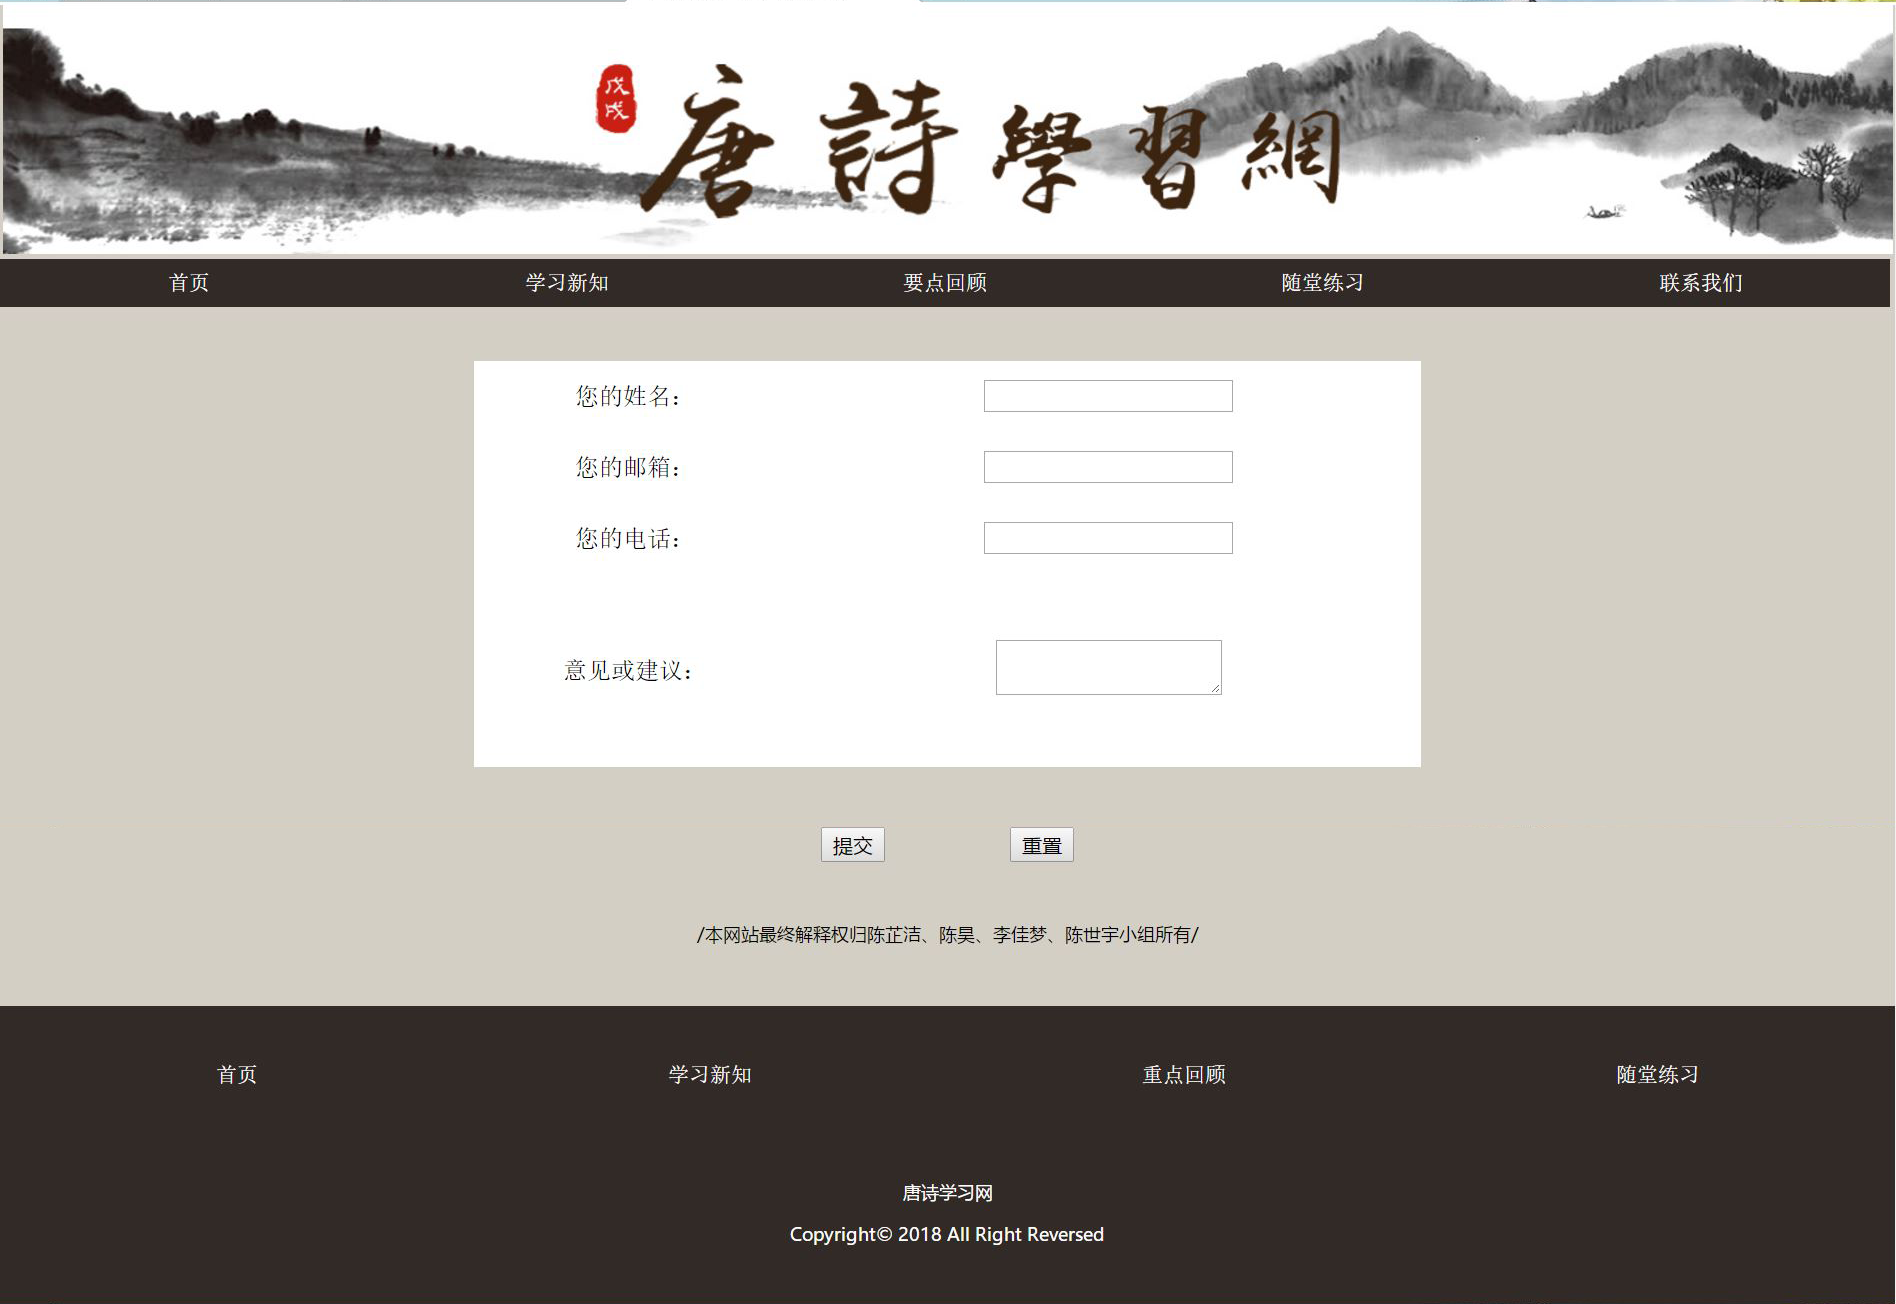 戊戌
唐詩學習網
首页 学习新知 要点回顾 随堂练习 联系我们
您的姓名：
您的邮箱：
您的电话：
意见或建议：
提交 重置
/本网站最终解释权归陈芷洁、陈昊、李佳梦、陈世宇小组所有/
首页 学习新知 重点回顾 随堂练习
唐诗学习网
Copyright© 2018 All Right Reversed